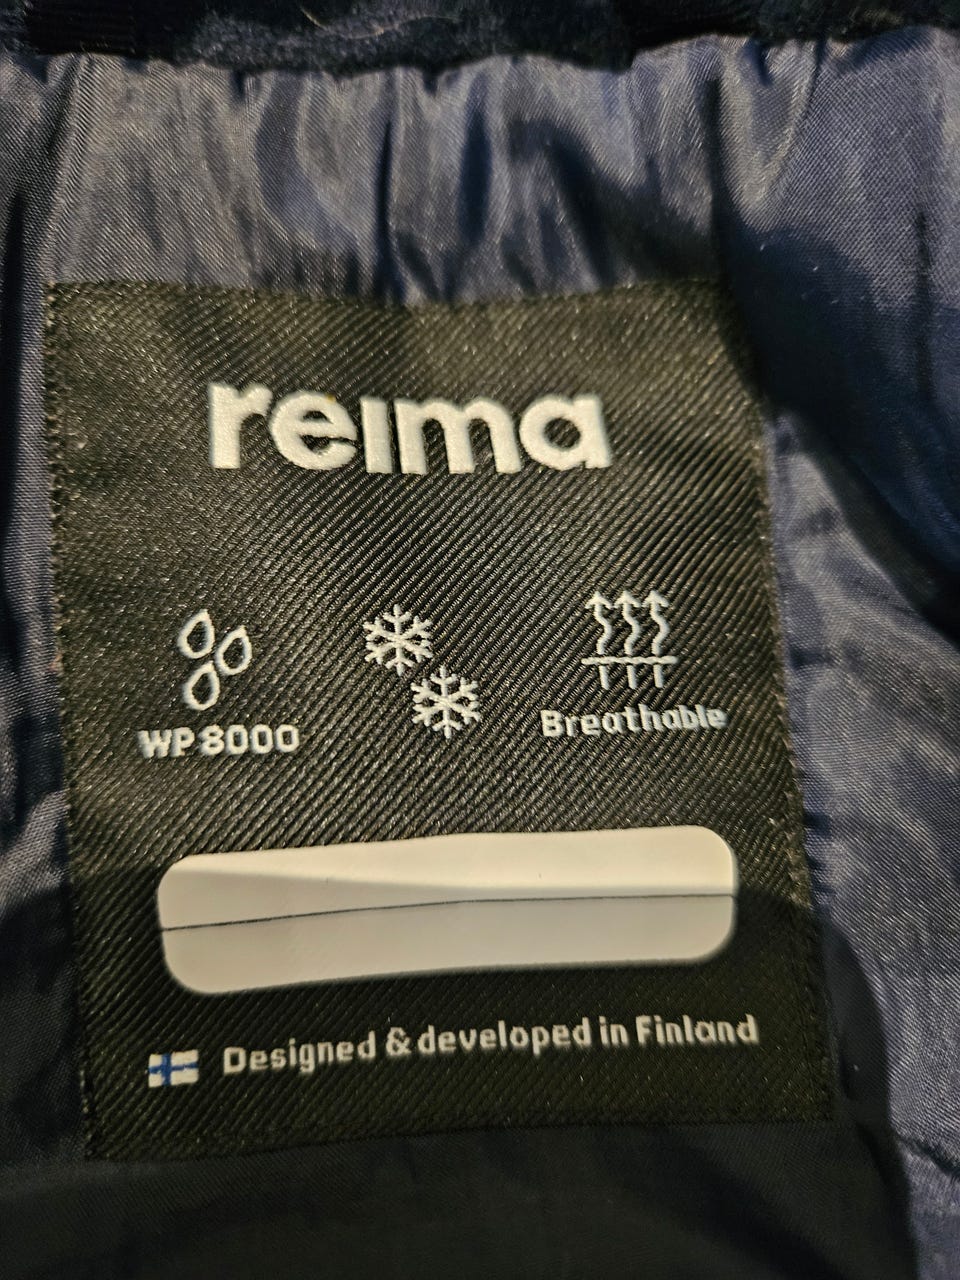 reima
WP 8000
Breathable
Designed & developed in Finland